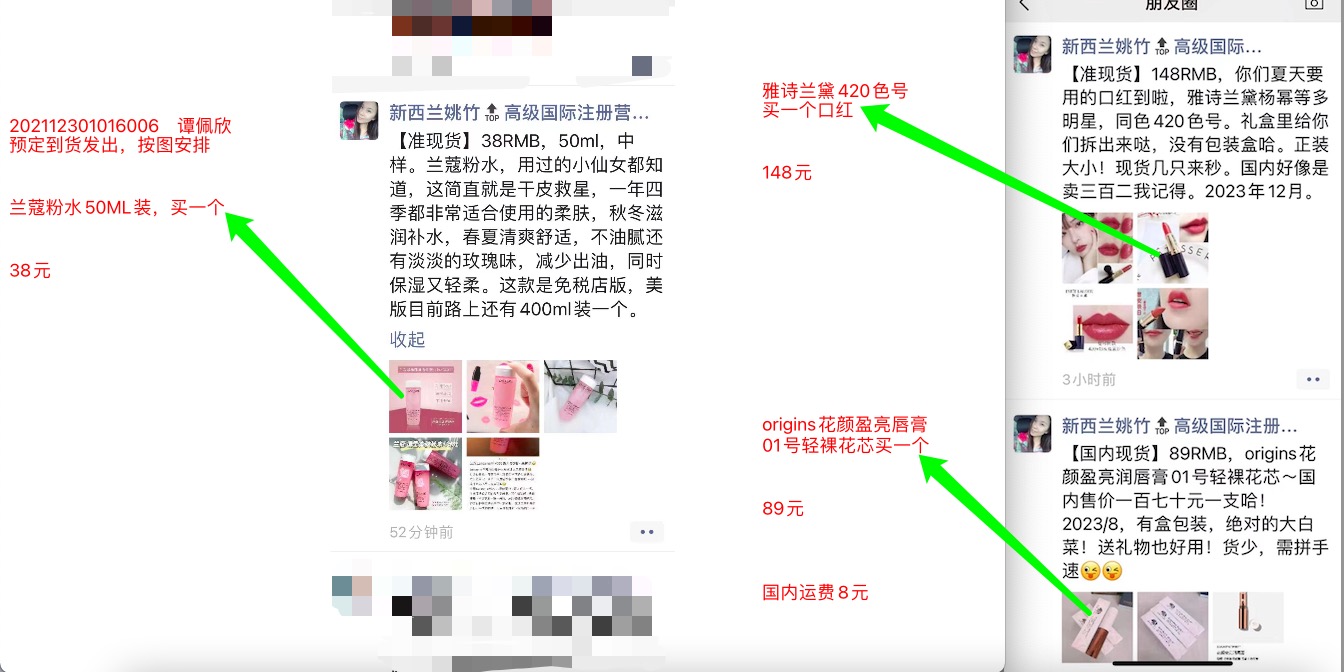 202112301016006 谭佩欣
预定到货发出，按图安排
兰蔻粉水50ML装，买一个
38元
新西兰姚竹 TOP 高级国际注册营...
【准现货】38RMB，50ml，中
样。兰蔻粉水，用过的小仙女都知
道，这简直就是干皮救星，一年四
季都非常适合使用的柔肤，秋冬滋
润补水，春夏清爽舒适，不油腻还
有淡淡的玫瑰味，减少出油，同时
保湿又轻柔。这款是免税店版，美
版目前路上还有400ml装一个。
收起
52分钟前
雅诗兰黛420色号
买一个口红
148元
origins花颜盈亮唇膏
01号轻裸花芯买一个
89元
国内运费8元
朋友圈
新西兰姚竹 TOP 高级国际...
【准现货】148RMB，你们夏天要
用的口红到啦，雅诗兰黛杨幂等多
明星，同色420色号。礼盒里给你
们拆出来哒，没有包装盒哈。正装
大小！现货几只来秒。国内好像是
卖三百二我记得。2023年12月。
3小时前
新西兰姚竹 TOP 高级国际注册...
【国内现货】89RMB，origins花
颜盈亮润唇膏01号轻裸花芯～国
内售价一百七十元一支哈！
2023/8，有盒包装，绝对的大白
菜！送礼物也好用！货少，需拼手
速😜😜